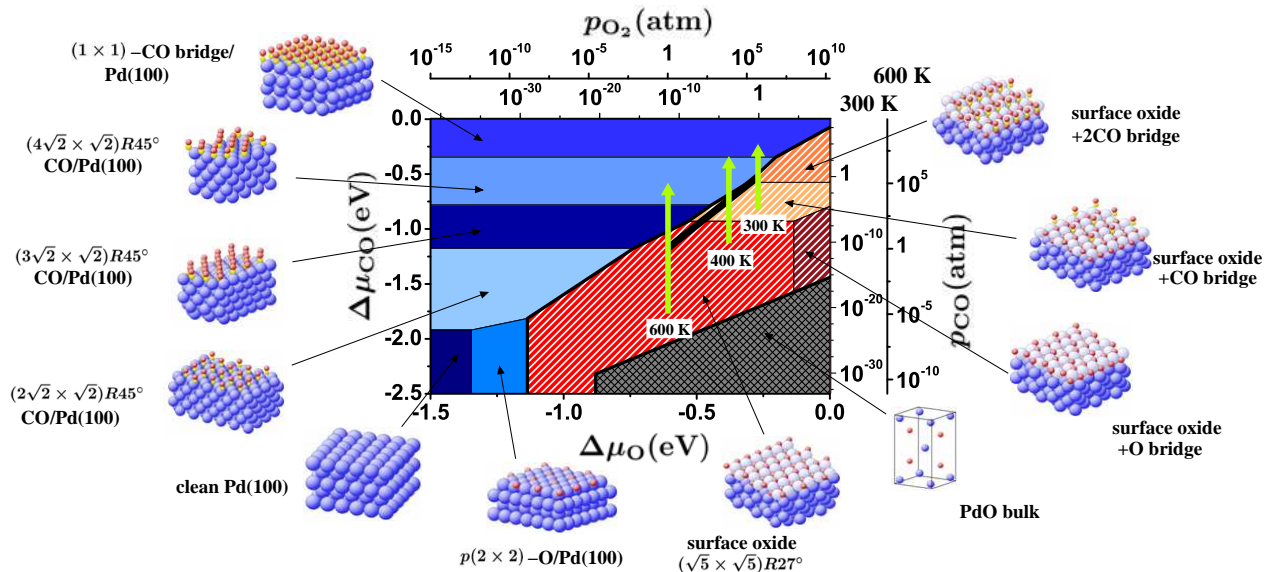 p_{O_2}(atm)
10^{-15} 10^{-10} 10^{-5} 1 10^{5} 10^{10}
10^{-30} 10^{-20} 10^{-10} 1
600 K
300 K
(1 × 1) –CO bridge/
Pd(100)
(4√2 × √2)R45°
CO/Pd(100)
(3√2 × √2)R45°
CO/Pd(100)
(2√2 × √2)R45°
CO/Pd(100)
clean Pd(100)
p(2 × 2) –O/Pd(100)
surface oxide
(√5 × √5)R27°
PdO bulk
surface oxide
+O bridge
surface oxide
+CO bridge
surface oxide
+2CO bridge
Δμ_{CO}(eV)
0.0
-0.5
-1.0
-1.5
-2.0
-2.5
-1.5 -1.0 -0.5 0.0
Δμ_O(eV)
300 K
400 K
600 K
1
10^{-10}
10^{-20}
10^{-30}
10^{5}
1
10^{-5}
10^{-10}
p_{CO}(atm)